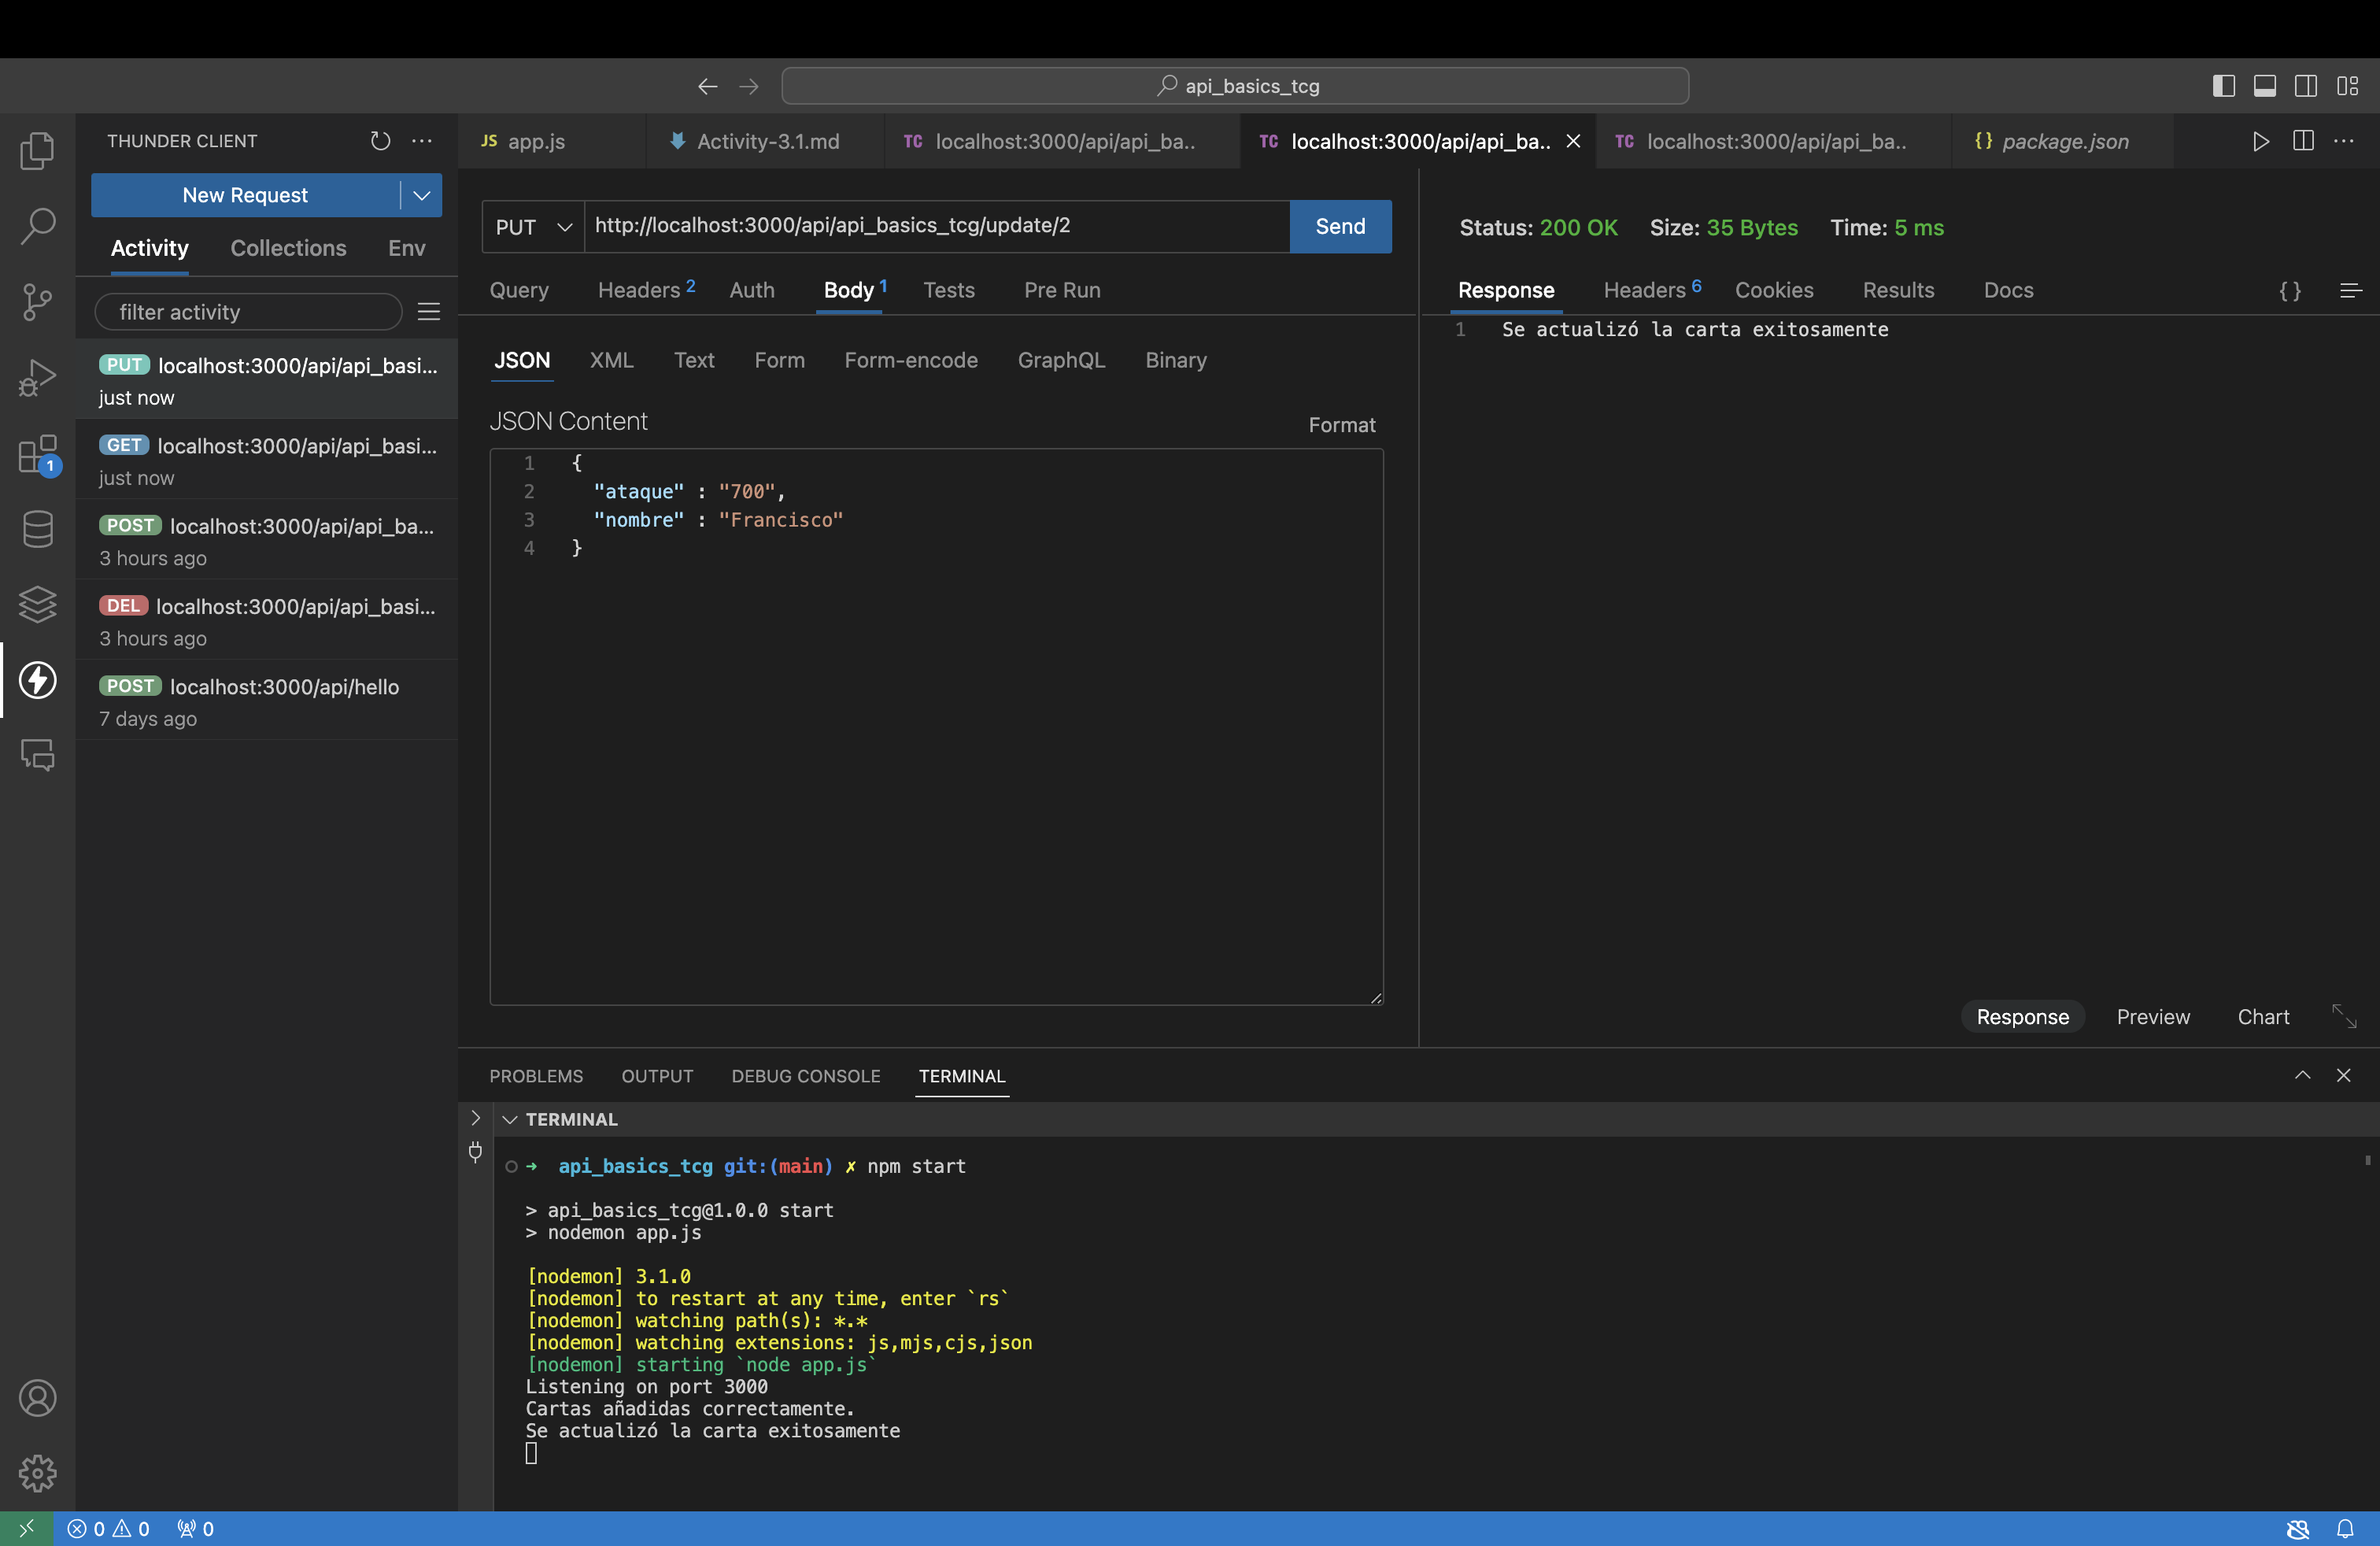 api_basics_tcg
THUNDER CLIENT
New Request
Activity Collections Env
filter activity
PUT localhost:3000/api/api_basi...
just now
GET localhost:3000/api/api_basi...
just now
POST localhost:3000/api/api_ba...
3 hours ago
DEL localhost:3000/api/api_basi...
3 hours ago
POST localhost:3000/api/hello
7 days ago
1
JS app.js Activity-3.1.md TC localhost:3000/api/api_ba.. TC localhost:3000/api/api_ba.. TC localhost:3000/api/api_ba.. {} package.json
PUT http://localhost:3000/api/api_basics_tcg/update/2 Send
Query Headers 2 Auth Body 1 Tests Pre Run
JSON XML Text Form Form-encode GraphQL Binary
JSON Content Format
1 {
2 "ataque" : "700",
3 "nombre" : "Francisco"
4 }
Status: 200 OK Size: 35 Bytes Time: 5 ms
Response Headers 6 Cookies Results Docs { }
1 Se actualizó la carta exitosamente
Response Preview Chart
PROBLEMS OUTPUT DEBUG CONSOLE TERMINAL
TERMINAL
➜ api_basics_tcg git:(main) ✗ npm start
> api_basics_tcg@1.0.0 start
> nodemon app.js
[nodemon] 3.1.0
[nodemon] to restart at any time, enter `rs`
[nodemon] watching path(s): *.*
[nodemon] watching extensions: js,mjs,cjs,json
[nodemon] starting `node app.js`
Listening on port 3000
Cartas añadidas correctamente.
Se actualizó la carta exitosamente
0 0 0